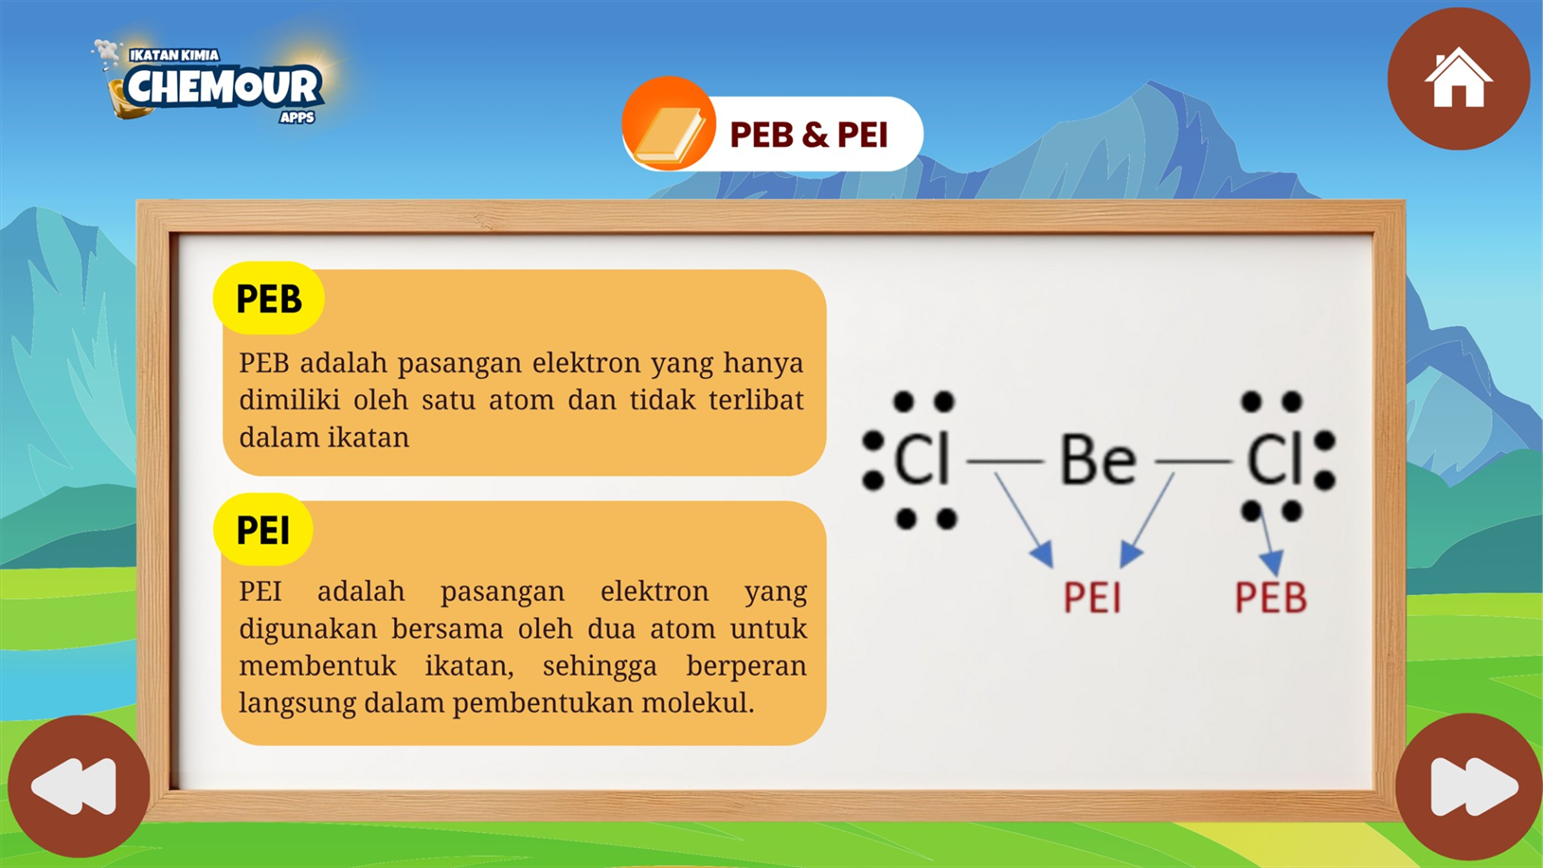 IKATAN KIMIA
CHEMOUR
APPS
PEB & PEI
PEB
PEB adalah pasangan elektron yang hanya
dimiliki oleh satu atom dan tidak terlibat
dalam ikatan
PEI
PEI adalah pasangan elektron yang
digunakan bersama oleh dua atom untuk
membentuk ikatan, sehingga berperan
langsung dalam pembentukan molekul.
Cl — Be — Cl
PEI PEB